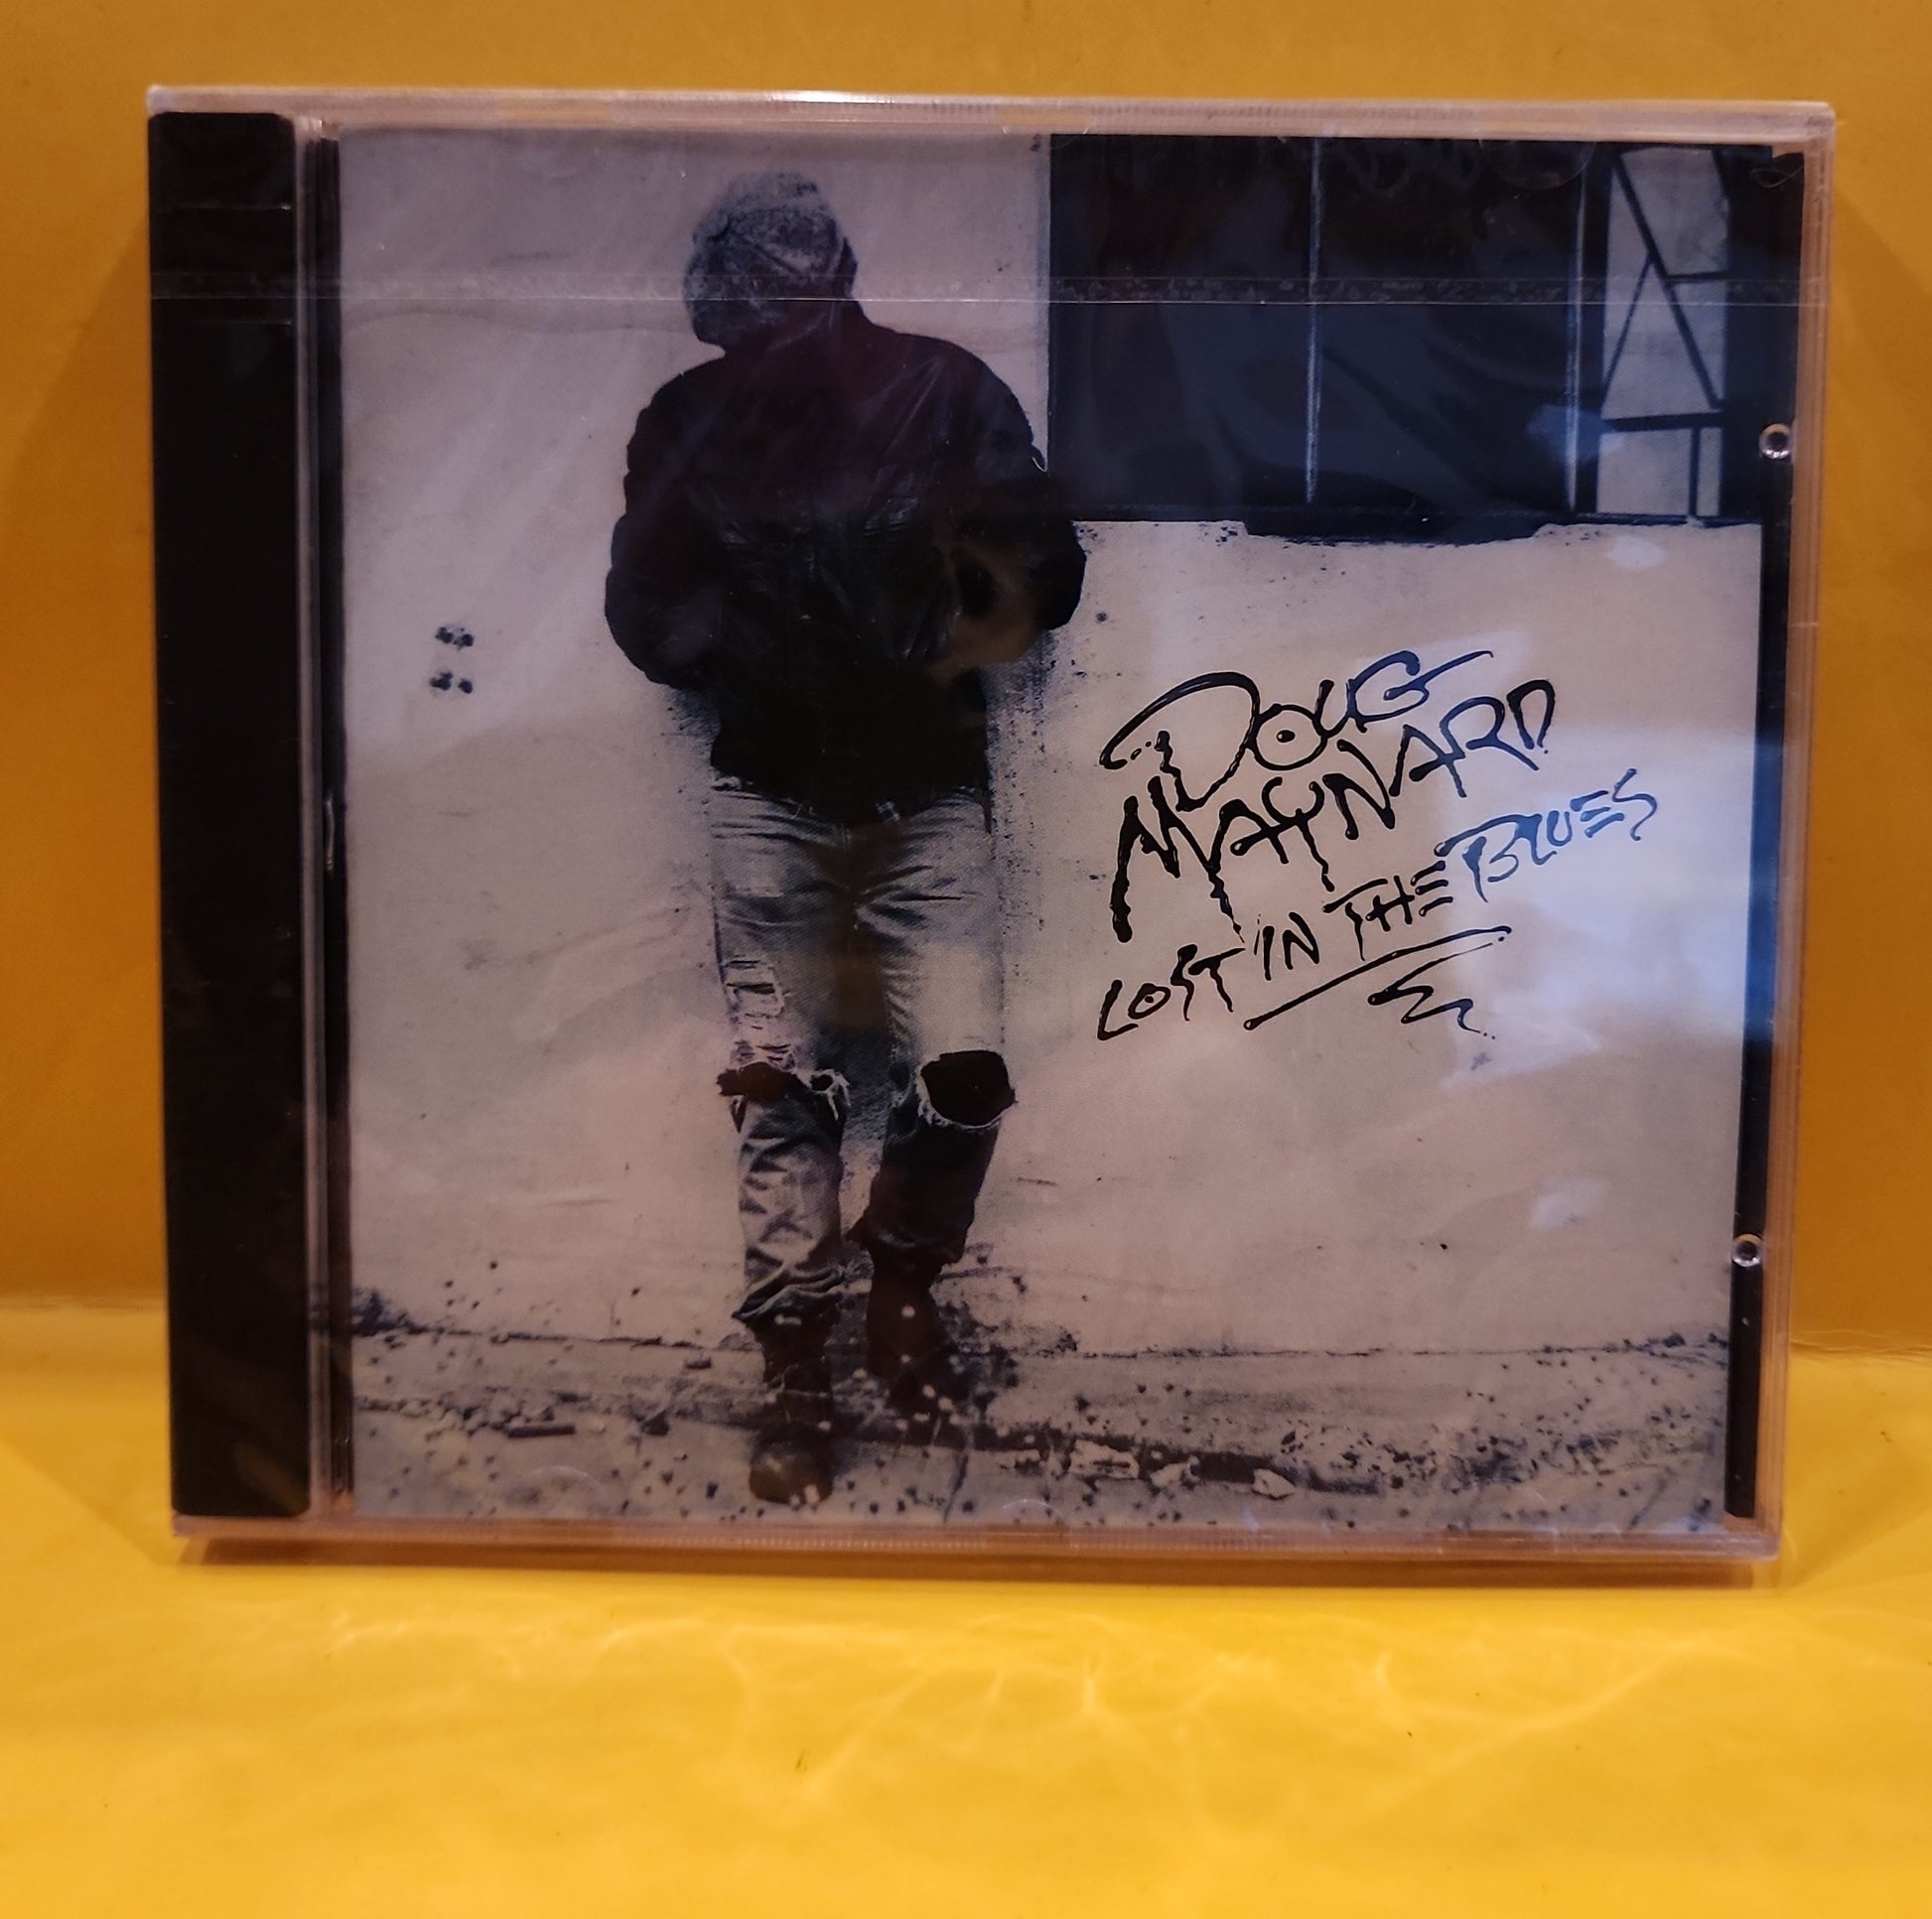 DOUG
MAYNARD
LOST IN THE BLUES